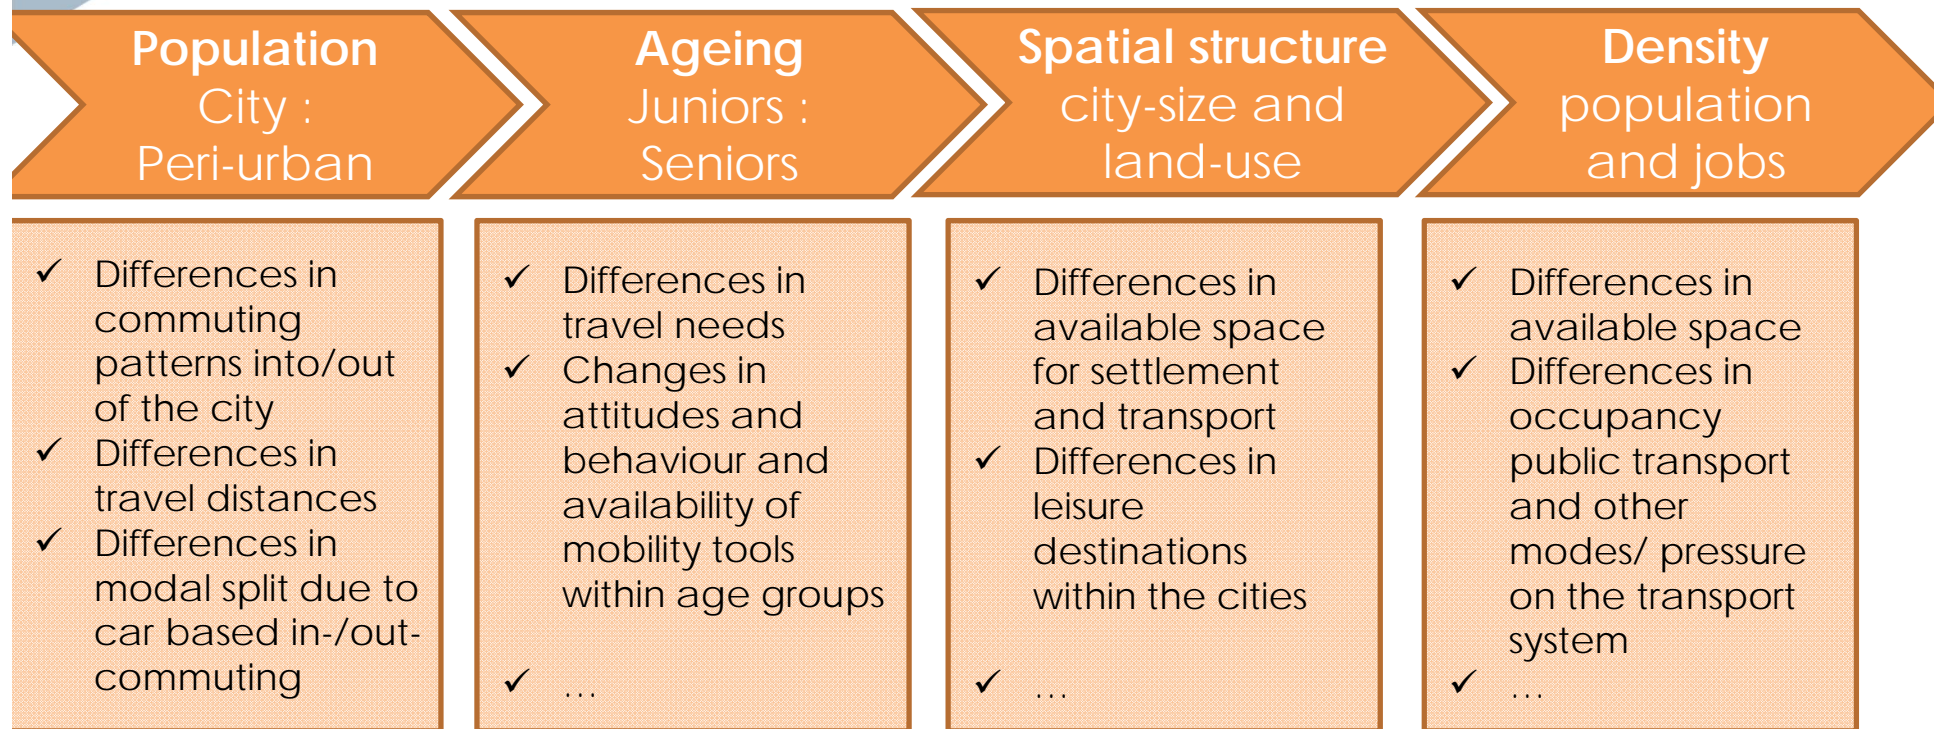 Population
City :
Peri-urban
Ageing
Juniors :
Seniors
Spatial structure
city-size and
land-use
Density
population
and jobs
✓ Differences in
commuting
patterns into/out
of the city
✓ Differences in
travel distances
✓ Differences in
modal split due to
car based in-/out-
commuting
✓ Differences in
travel needs
✓ Changes in
attitudes and
behaviour and
availability of
mobility tools
within age groups
✓ …
✓ Differences in
available space
for settlement
and transport
✓ Differences in
leisure
destinations
within the cities
✓ …
✓ Differences in
available space
✓ Differences in
occupancy
public transport
and other
modes/ pressure
on the transport
system
✓ …